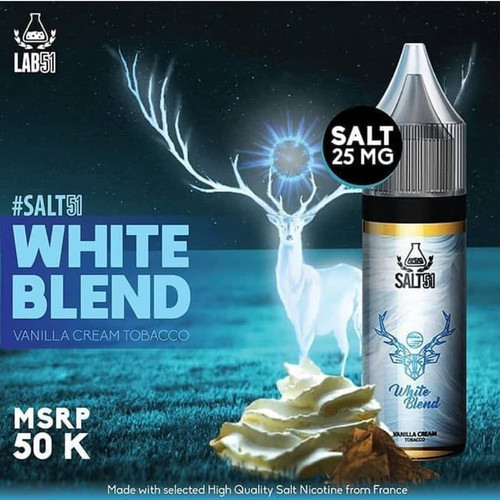 LAB51
SALT
25 MG
#SALT51
WHITE
BLEND
VANILLA CREAM TOBACCO
SALT51
White
Blend
VANILLA CREAM
TOBACCO
MSRP
50 K
Made with selected High Quality Salt Nicotine from France